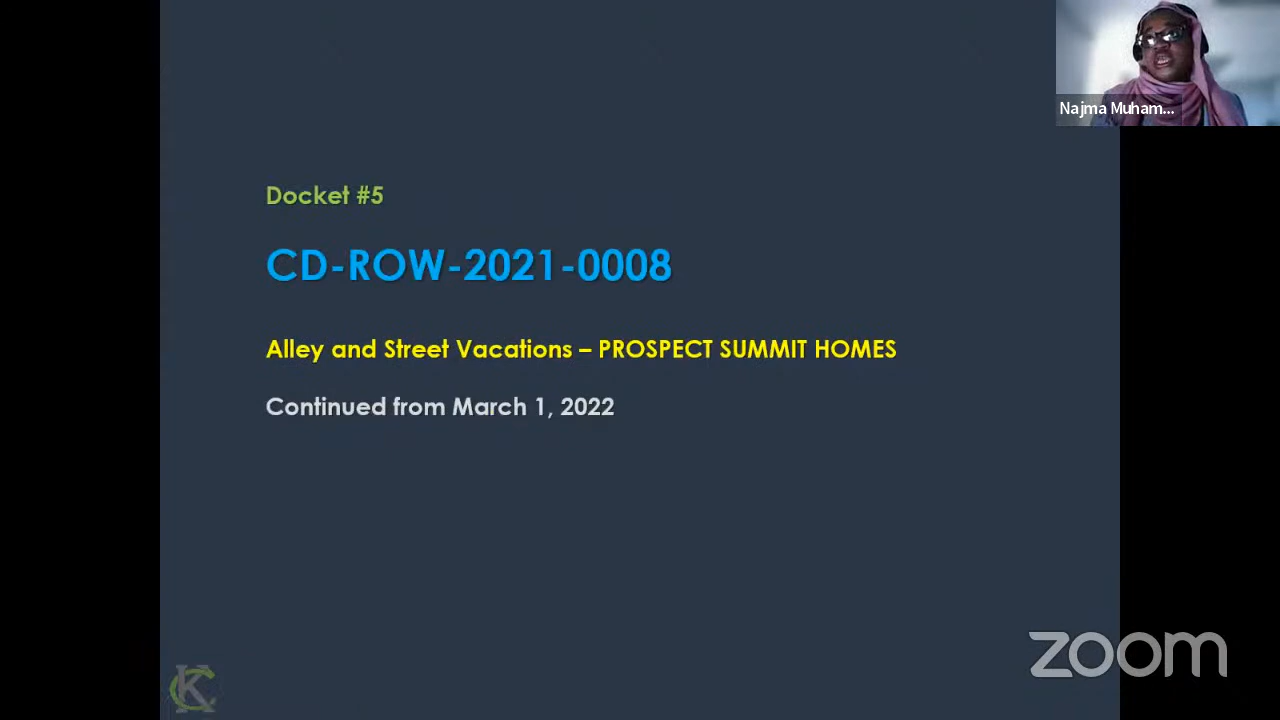 Najma Muham...
Docket #5
CD-ROW-2021-0008
Alley and Street Vacations – PROSPECT SUMMIT HOMES
Continued from March 1, 2022
zoom
KC